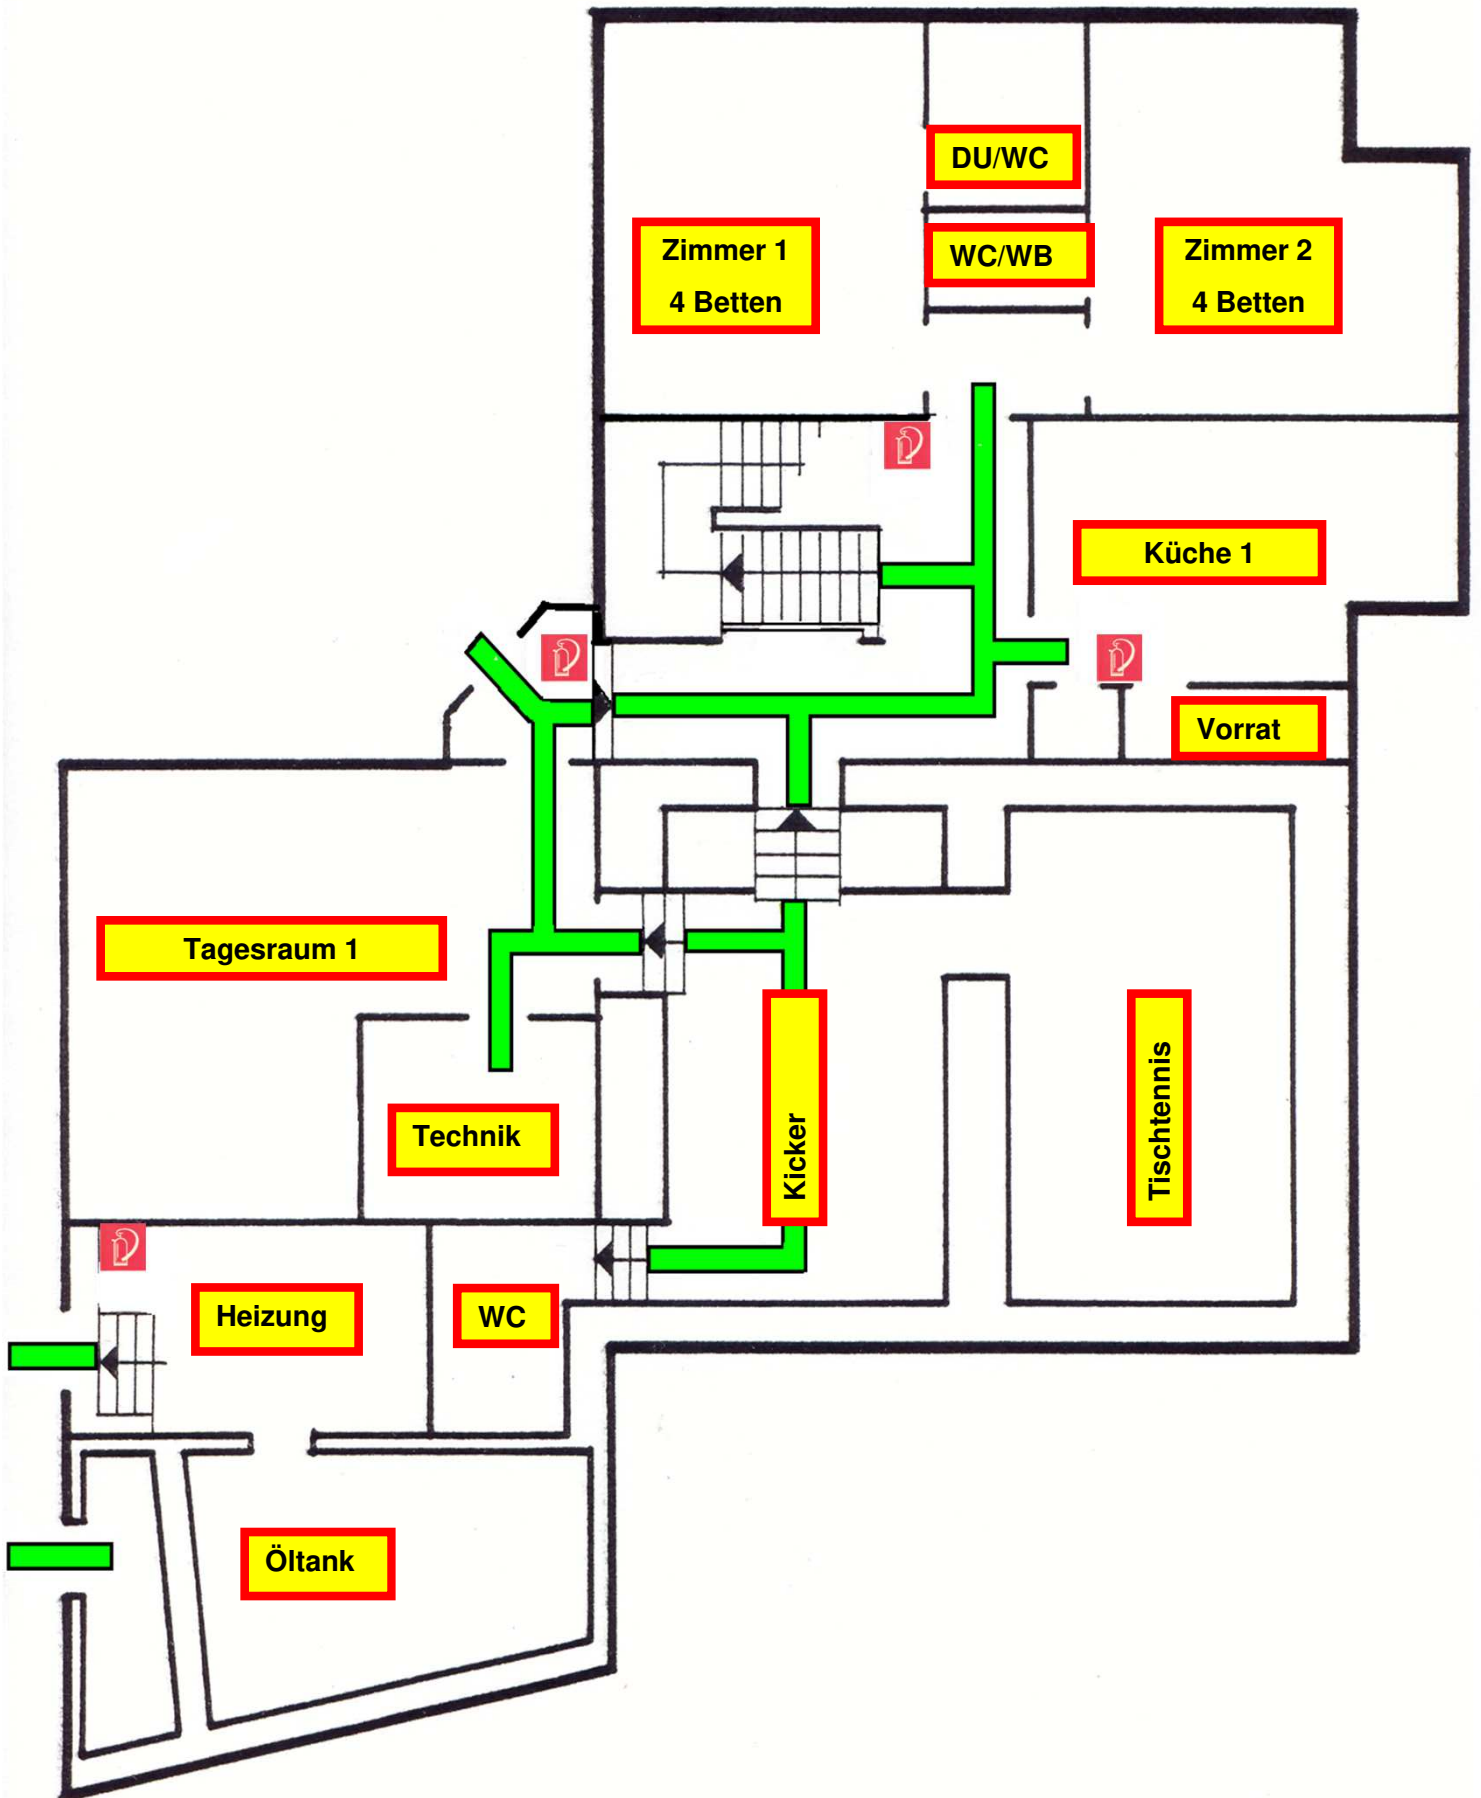 DU/WC
Zimmer 1
4 Betten
WC/WB
Zimmer 2
4 Betten
Küche 1
Vorrat
Tagesraum 1
Technik
Kicker
Tischtennis
Heizung
WC
Öltank